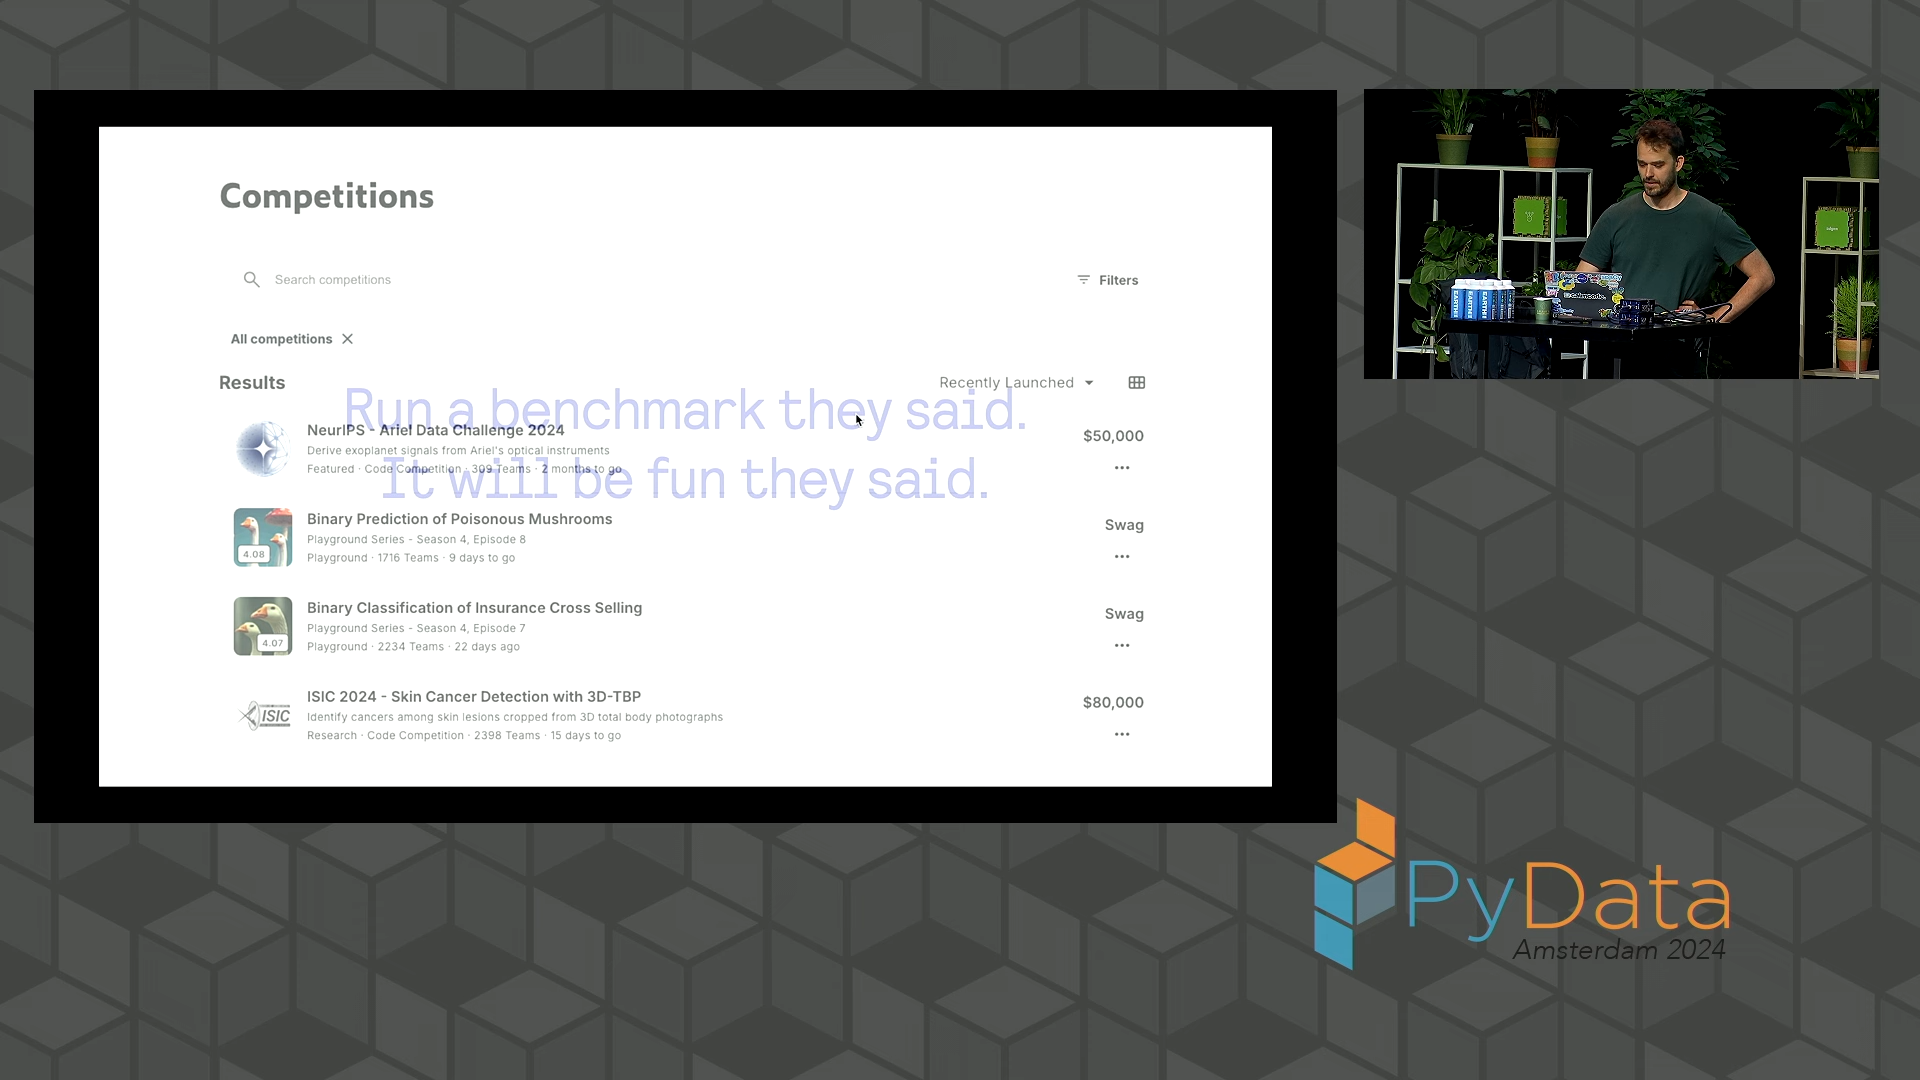 Competitions
Search competitions
Filters
All competitions
Results
Recently Launched
Run a benchmark they said.
It will be fun they said.
NeurIPS - Ariel Data Challenge 2024
Derive exoplanet signals from Ariel's optical instruments
Featured · Code Competition · 309 Teams · 2 months to go
$50,000
Binary Prediction of Poisonous Mushrooms
Playground Series - Season 4, Episode 8
Playground · 1716 Teams · 9 days to go
4.08
Swag
Binary Classification of Insurance Cross Selling
Playground Series - Season 4, Episode 7
Playground · 2234 Teams · 22 days ago
4.07
Swag
ISIC 2024 - Skin Cancer Detection with 3D-TBP
Identify cancers among skin lesions cropped from 3D total body photographs
Research · Code Competition · 2398 Teams · 15 days to go
ISIC
$80,000
EARTH
EARTH
EARTH
PyData
Amsterdam 2024